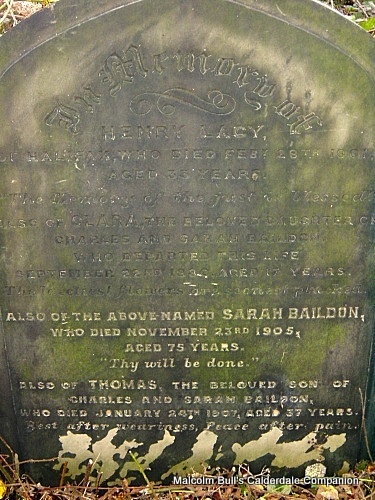 In Memory of
HENRY LACY,
OF HALIFAX, WHO DIED FEBY 28TH
AGED 35 YEARS.
"The Memory of the Just is Blessed."
ALSO OF CLARA, THE BELOVED DAUGHTER OF
CHARLES AND SARAH BAILDON,
WHO DEPARTED THIS LIFE
SEPTEMBER 22ND AGED 17 YEARS.
ALSO OF THE ABOVE-NAMED SARAH BAILDON,
WHO DIED NOVEMBER 23RD 1905,
AGED 75 YEARS.
"Thy will be done."
ALSO OF THOMAS, THE BELOVED SON OF
CHARLES AND SARAH BAILDON,
WHO DIED JANUARY 28TH 1907, AGED 37 YEARS.
Rest after weariness, Peace after pain.
Malcolm Bull's Calderdale Companion